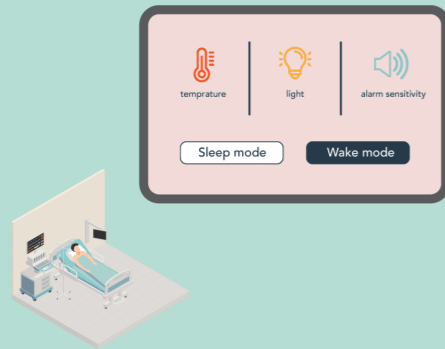 temprature
light
alarm sensitivity
Sleep mode
Wake mode